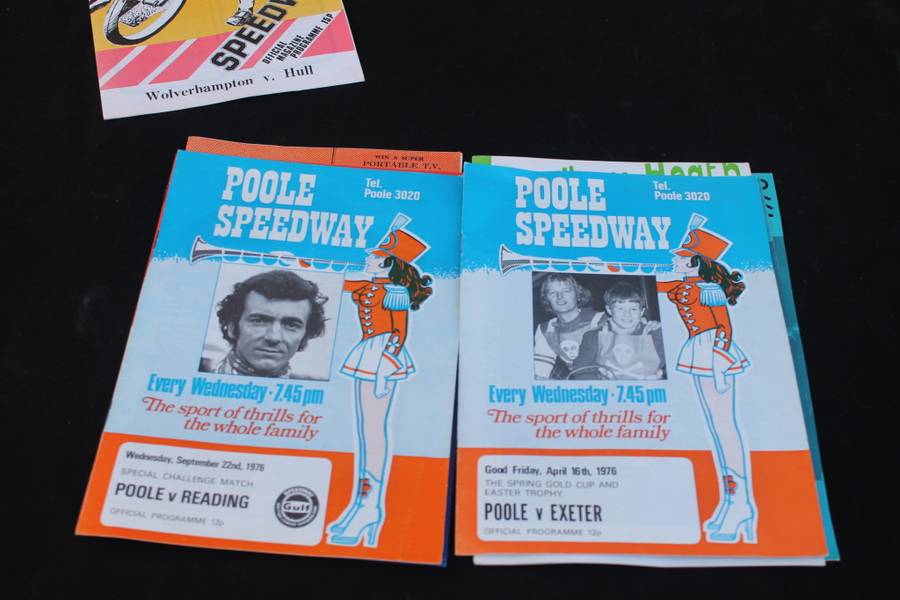 SPEEDW
OFFICIAL
MAGAZINE
PROGRAMME 15P
Wolverhampton v. Hull
WIN A SUPER
PORTABLE T.V.
POOLE
SPEEDWAY
Tel.
Poole 3020
Every Wednesday · 7.45 pm
The sport of thrills for
the whole family
Wednesday, September 22nd, 1976
SPECIAL CHALLENGE MATCH
POOLE v READING
OFFICIAL PROGRAMME 12p
Gulf
Heath
POOLE
SPEEDWAY
Tel.
Poole 3020
Every Wednesday · 7.45 pm
The sport of thrills for
the whole family
Good Friday, April 16th, 1976
THE SPRING GOLD CUP AND
EASTER TROPHY
POOLE v EXETER
OFFICIAL PROGRAMME 12p